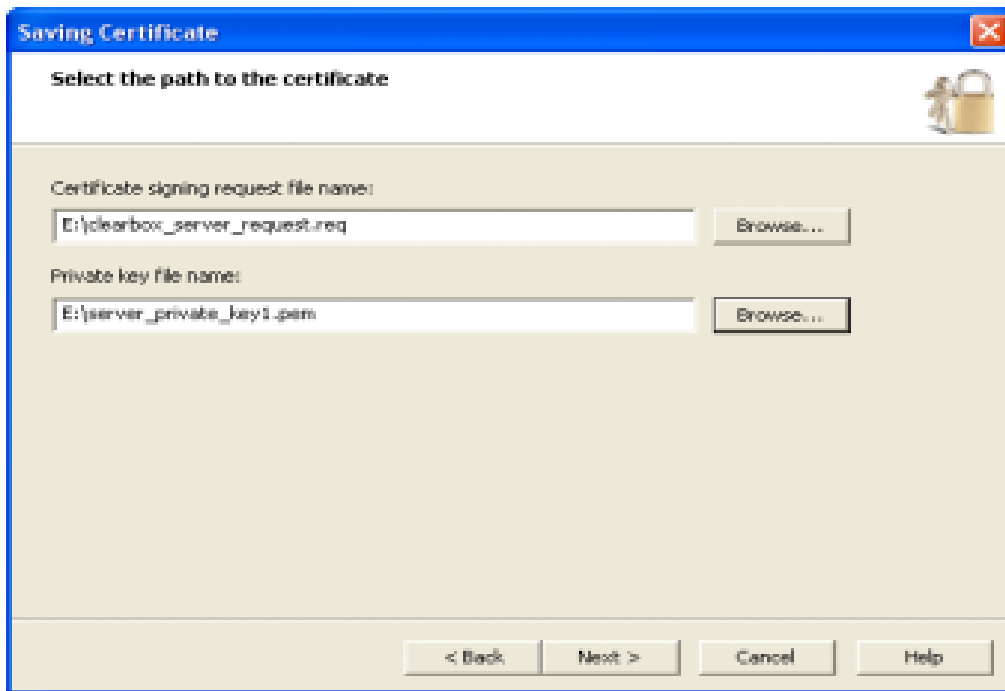 Saving Certificate
Select the path to the certificate
Certificate signing request file name:
E:\clearbox_server_request.req
Browse...
Private key file name:
E:\server_private_key1.pem
Browse...
< Back
Next >
Cancel
Help